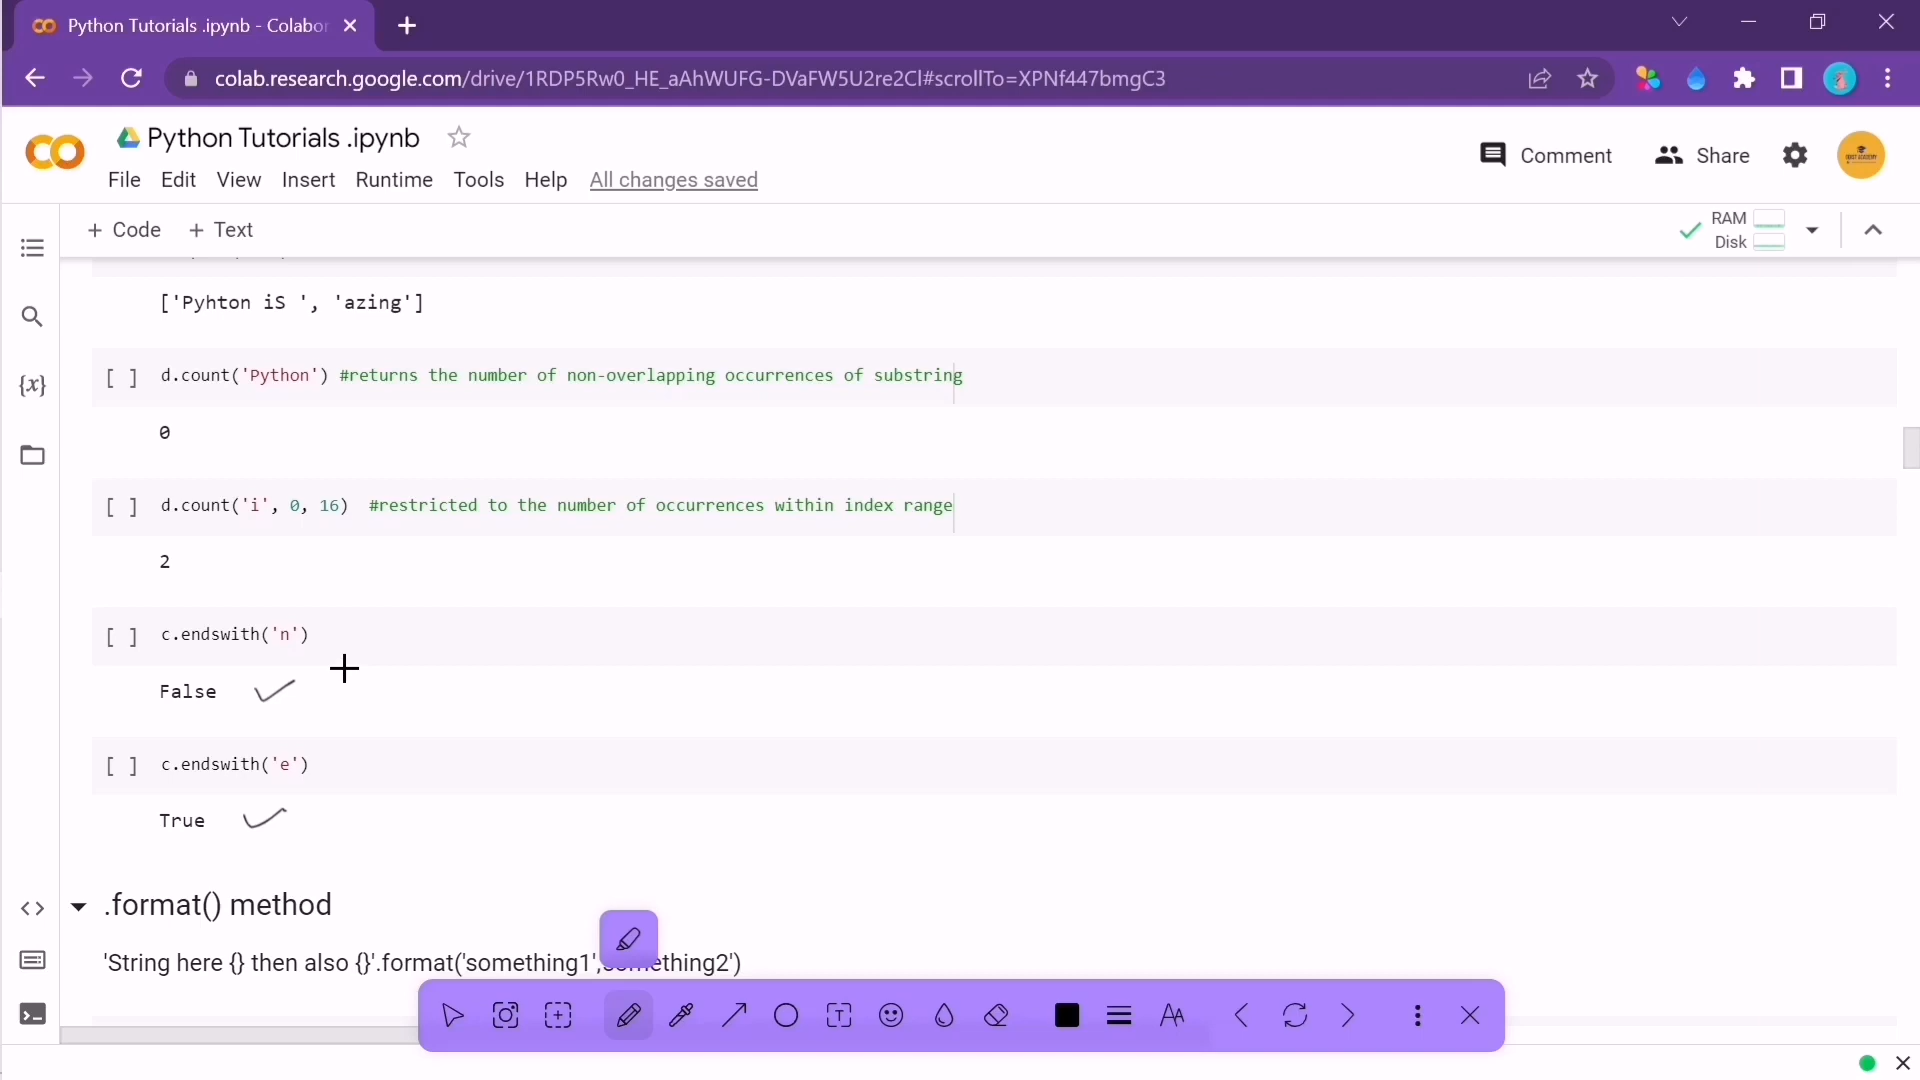 Python Tutorials .ipynb - Colabor
colab.research.google.com/drive/1RDP5Rw0_HE_aAhWUFG-DVaFW5U2re2Cl#scrollTo=XPNf447bmgC3
Python Tutorials .ipynb
Comment
Share
File Edit View Insert Runtime Tools Help All changes saved
+ Code + Text
RAM
Disk
['Pyhton iS ', 'azing']
[ ] d.count('Python') #returns the number of non-overlapping occurrences of substring
0
[ ] d.count('i', 0, 16) #restricted to the number of occurrences within index range
2
[ ] c.endswith('n')
False
[ ] c.endswith('e')
True
.format() method
'String here {} then also {}'.format('something1','something2')